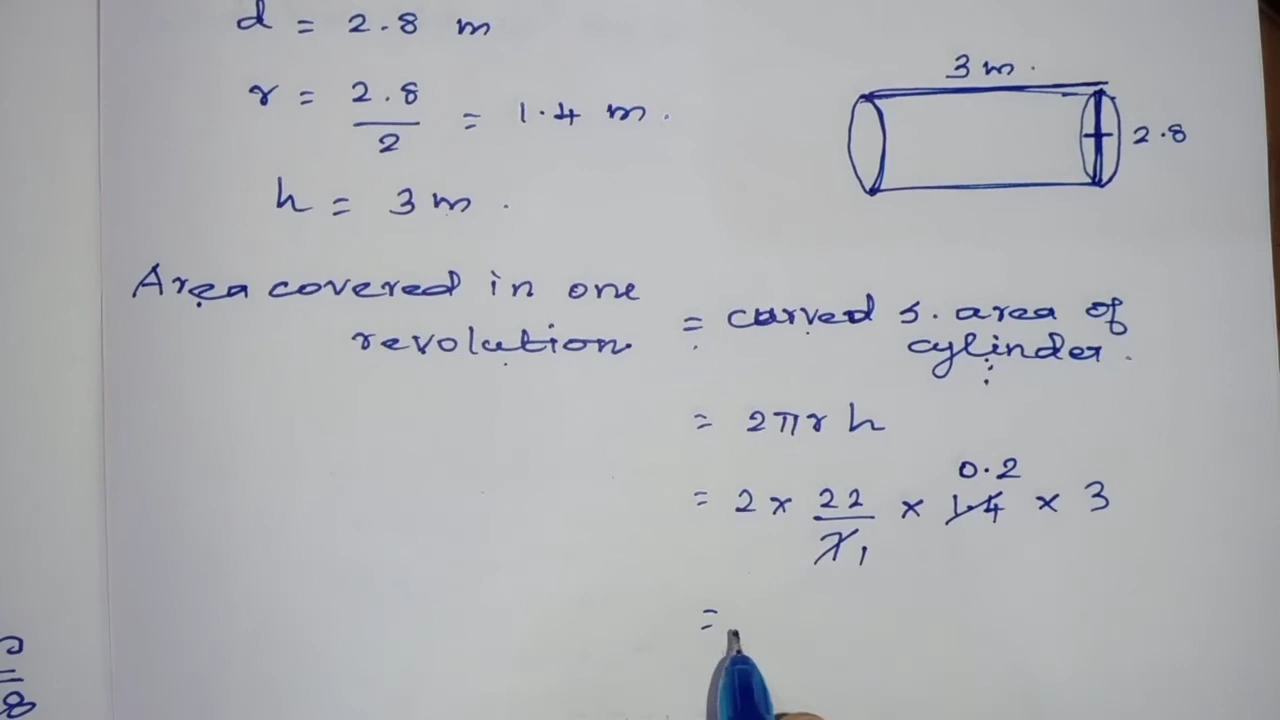 d = 2.8 m
r = 2.8/2 = 1.4 m.
h = 3 m.
3 m.
2.8
Area covered in one
revolution = curved s. area of
cylinder.
= 2πrh
0.2
= 2 x 22/7 1 x 1.4 x 3
=